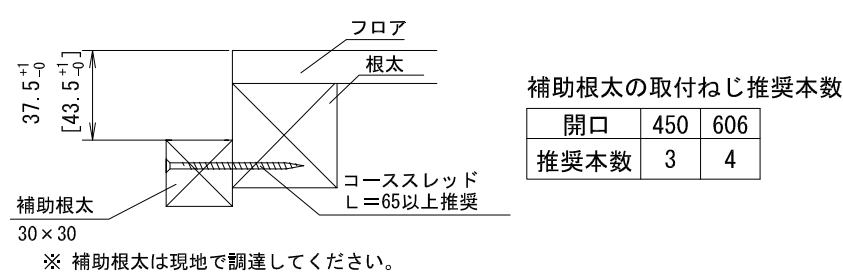 フロア
根太
37.5+1-0
[43.5+1-0]
コーススレッド
L=65以上推奨
補助根太
30×30
※ 補助根太は現地で調達してください。
補助根太の取付ねじ推奨本数
開口 450 606
推奨本数 3 4